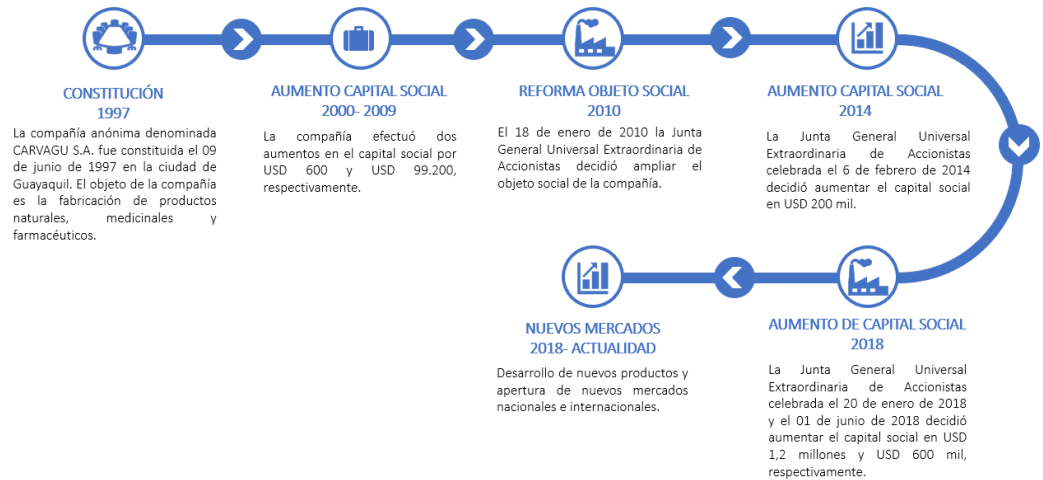 CONSTITUCIÓN
1997
La compañía anónima denominada
CARVAGU S.A. fue constituida el 09
de junio de 1997 en la ciudad de
Guayaquil. El objeto de la compañía
es la fabricación de productos
naturales, medicinales y
farmacéuticos.
AUMENTO CAPITAL SOCIAL
2000- 2009
La compañía efectuó dos
aumentos en el capital social por
USD 600 y USD 99.200,
respectivamente.
REFORMA OBJETO SOCIAL
2010
El 18 de enero de 2010 la Junta
General Universal Extraordinaria de
Accionistas decidió ampliar el
objeto social de la compañía.
AUMENTO CAPITAL SOCIAL
2014
La Junta General Universal
Extraordinaria de Accionistas
celebrada el 6 de febrero de 2014
decidió aumentar el capital social
en USD 200 mil.
AUMENTO DE CAPITAL SOCIAL
2018
La Junta General Universal
Extraordinaria de Accionistas
celebrada el 20 de enero de 2018
y el 01 de junio de 2018 decidió
aumentar el capital social en USD
1,2 millones y USD 600 mil,
respectivamente.
NUEVOS MERCADOS
2018- ACTUALIDAD
Desarrollo de nuevos productos y
apertura de nuevos mercados
nacionales e internacionales.